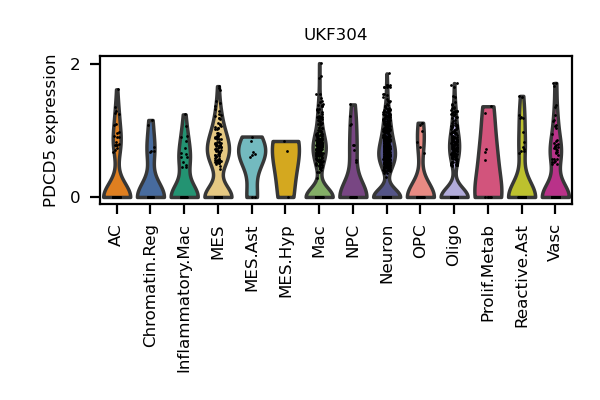 UKF304
PDCD5 expression
2
0
AC
Chromatin.Reg
Inflammatory.Mac
MES
MES.Ast
MES.Hyp
Mac
NPC
Neuron
OPC
Oligo
Prolif.Metab
Reactive.Ast
Vasc